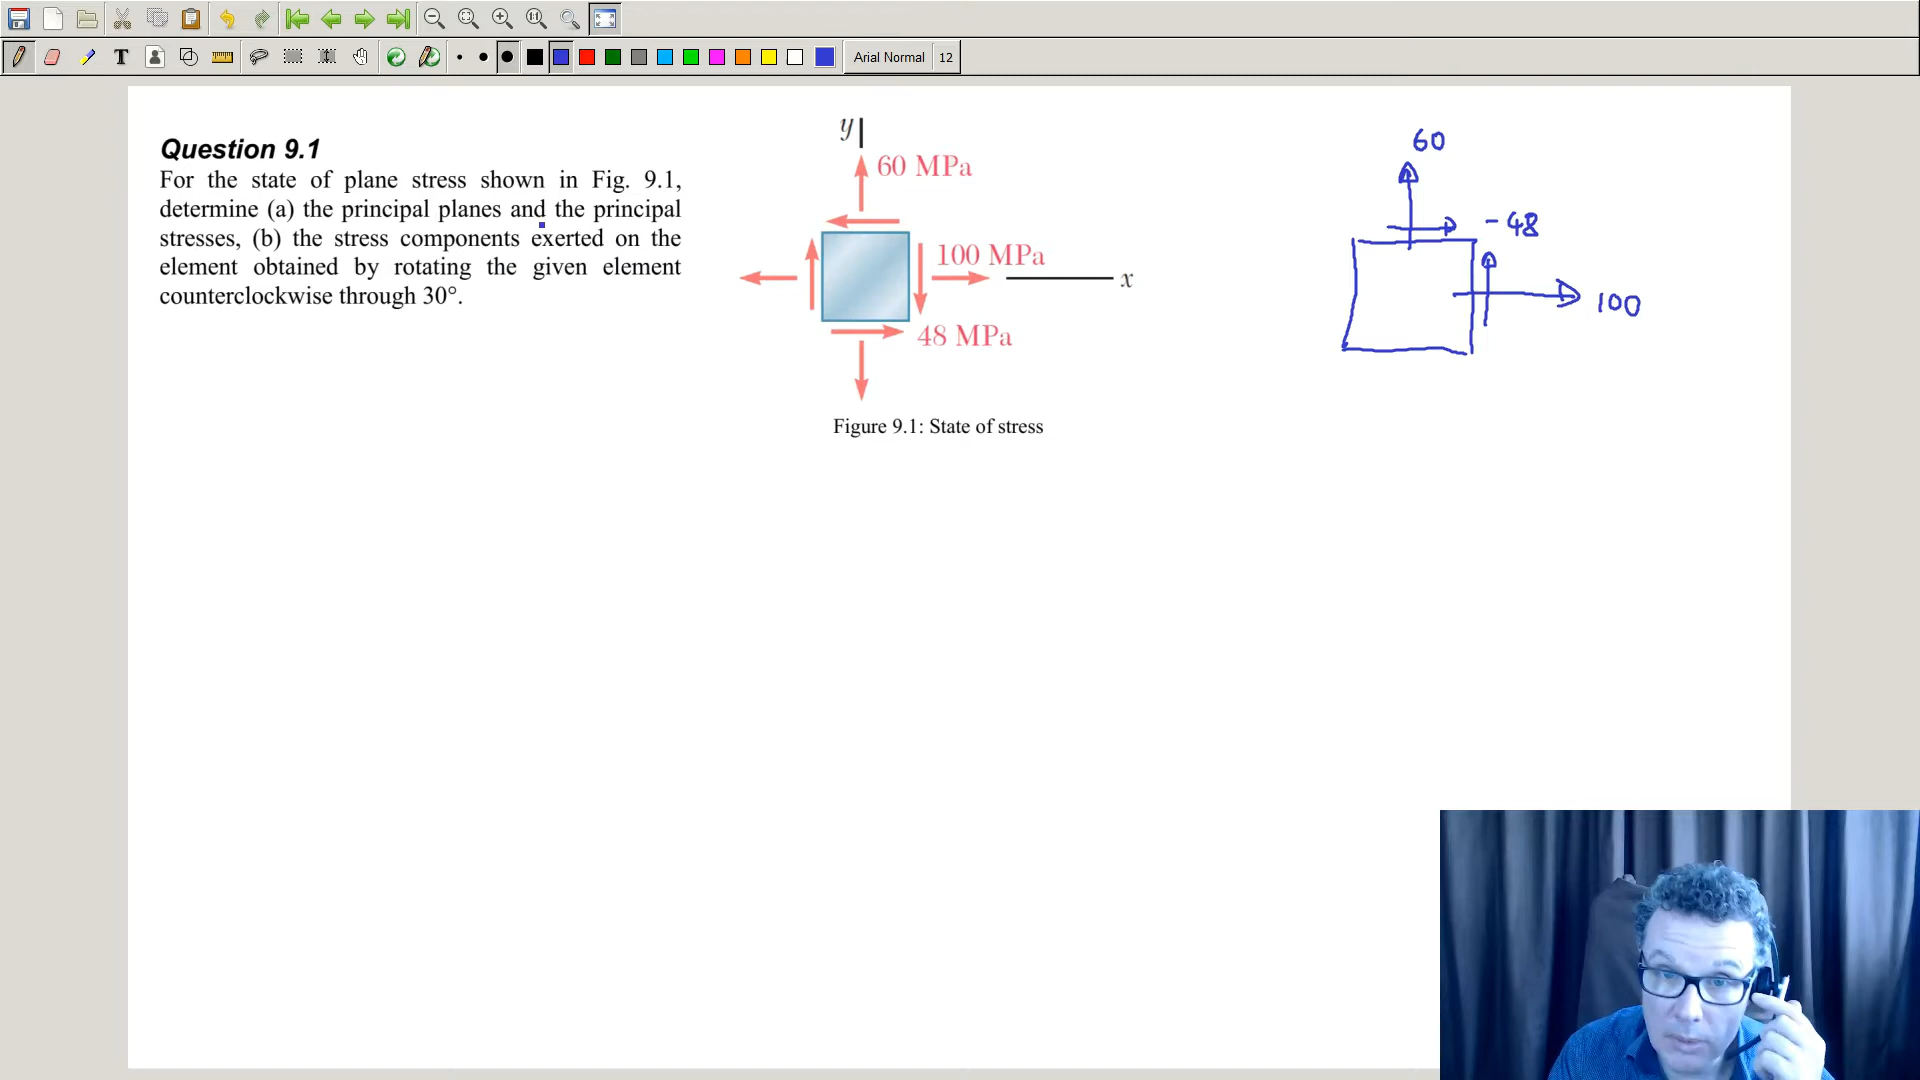 T
1:1
Arial Normal 12
Question 9.1
For the state of plane stress shown in Fig. 9.1,
determine (a) the principal planes and the principal
stresses, (b) the stress components exerted on the
element obtained by rotating the given element
counterclockwise through 30°.
y
60 MPa
100 MPa
x
48 MPa
Figure 9.1: State of stress
60
- 48
100